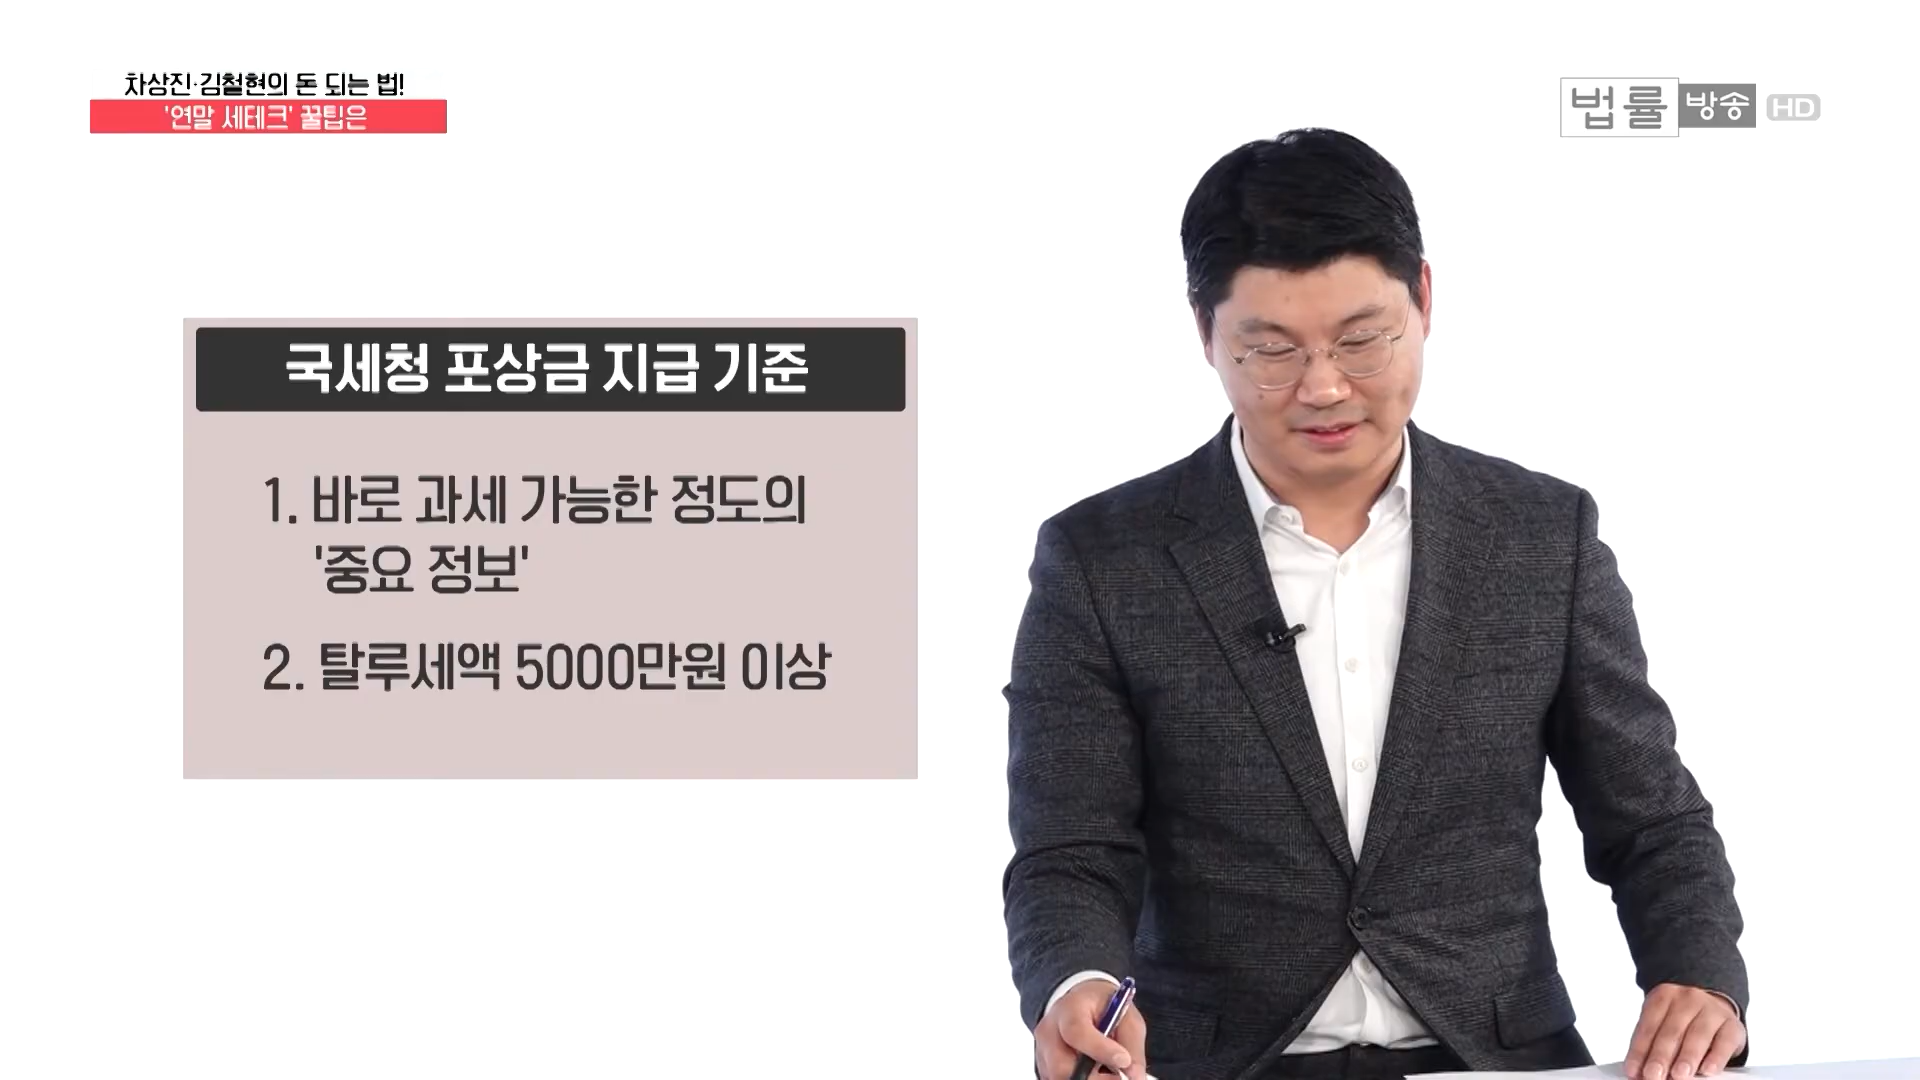 차상진·김철현의 돈 되는 법!
'연말 세테크' 꿀팁은
법률방송 HD
국세청 포상금 지급 기준
1. 바로 과세 가능한 정도의
'중요 정보'
2. 탈루세액 5000만원 이상